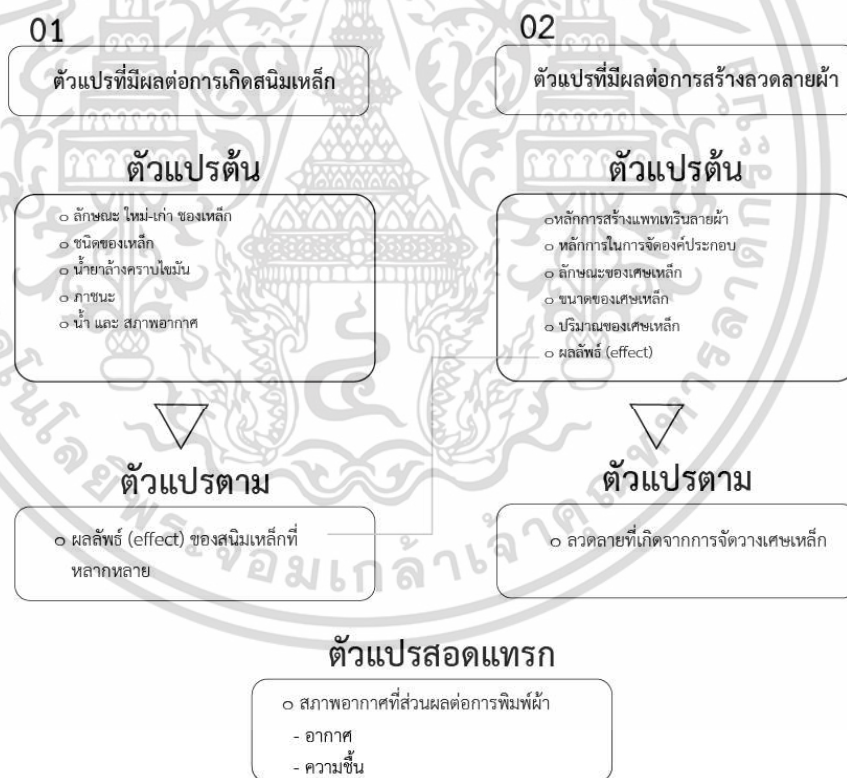 01
ตัวแปรที่มีผลต่อการเกิดสนิมเหล็ก
ตัวแปรต้น
o ลักษณะ ใหม่-เก่า ของเหล็ก
o ชนิดของเหล็ก
o น้ำยาล้างคราบไขมัน
o ภาชนะ
o น้ำ และ สภาพอากาศ
ตัวแปรตาม
o ผลลัพธ์ (effect) ของสนิมเหล็กที่
หลากหลาย
02
ตัวแปรที่มีผลต่อการสร้างลวดลายผ้า
ตัวแปรต้น
oหลักการสร้างแพทเทรินลายผ้า
o หลักการในการจัดองค์ประกอบ
o ลักษณะของเศษเหล็ก
o ขนาดของเศษเหล็ก
o ปริมาณของเศษเหล็ก
o ผลลัพธ์ (effect)
ตัวแปรตาม
o ลวดลายที่เกิดจากการจัดวางเศษเหล็ก
ตัวแปรสอดแทรก
o สภาพอากาศที่ส่วนผลต่อการพิมพ์ผ้า
- อากาศ
- ความชื้น